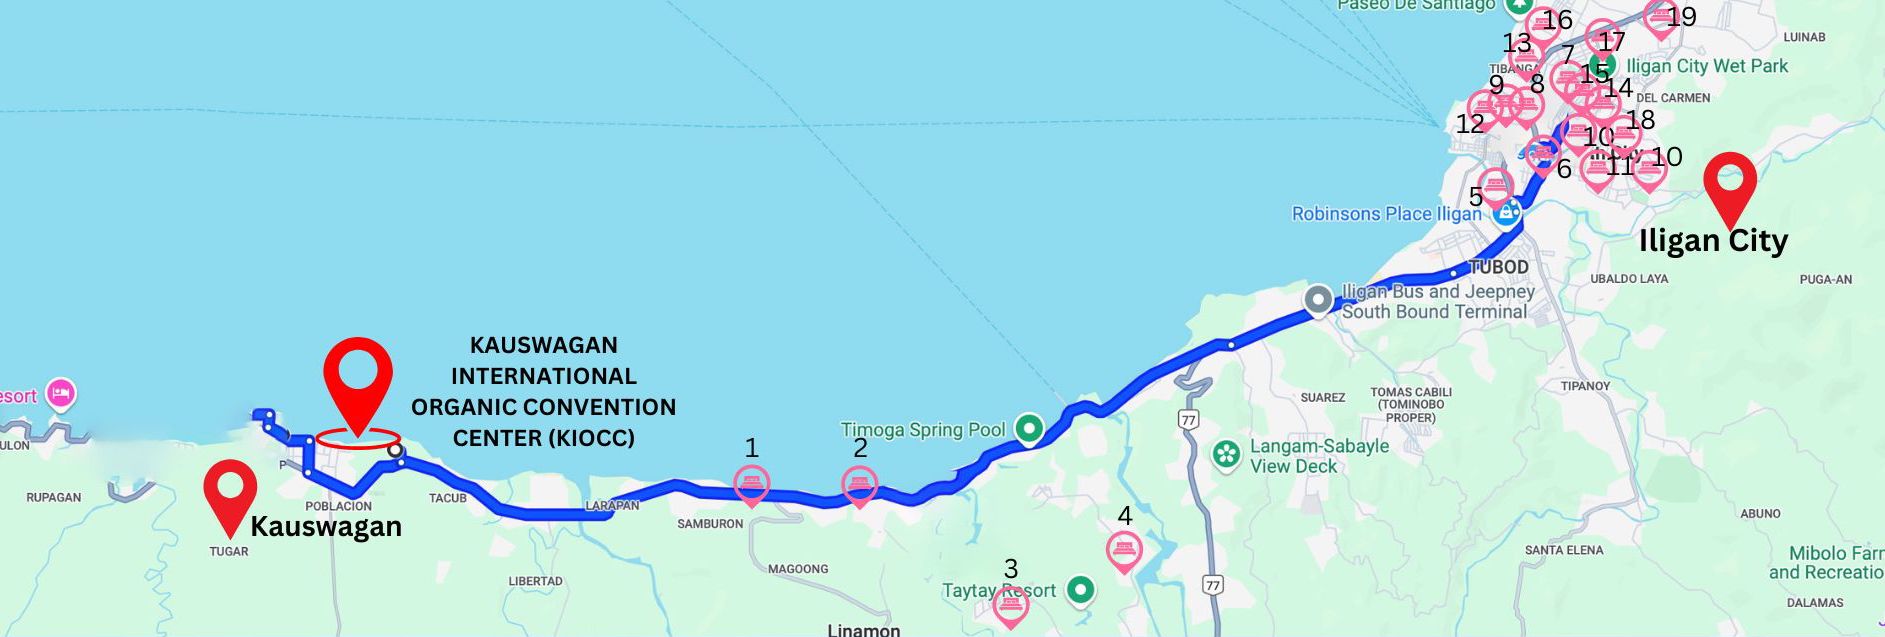 Paseo De Santiago
16
19
13
17
LUINAB
7
TIBANGA
15
Iligan City Wet Park
9
8
14
DEL CARMEN
12
18
10
6
11
10
5
Robinsons Place Iligan
Iligan City
TUBOD
UBALDO LAYA
PUGA-AN
Iligan Bus and Jeepney
South Bound Terminal
KAUSWAGAN
INTERNATIONAL
ORGANIC CONVENTION
CENTER (KIOCC)
esort
ULON
TIPANOY
SUAREZ
TOMAS CABILI
(TOMINOBO
PROPER)
77
Timoga Spring Pool
Langam-Sabayle
View Deck
1
2
P
RUPAGAN
POBLACION
TACUB
LARAPAN
SAMBURON
Kauswagan
TUGAR
4
ABUNO
SANTA ELENA
Mibolo Farm
and Recreatio
3
MAGOONG
LIBERTAD
Taytay Resort
77
DALAMAS
Linamon